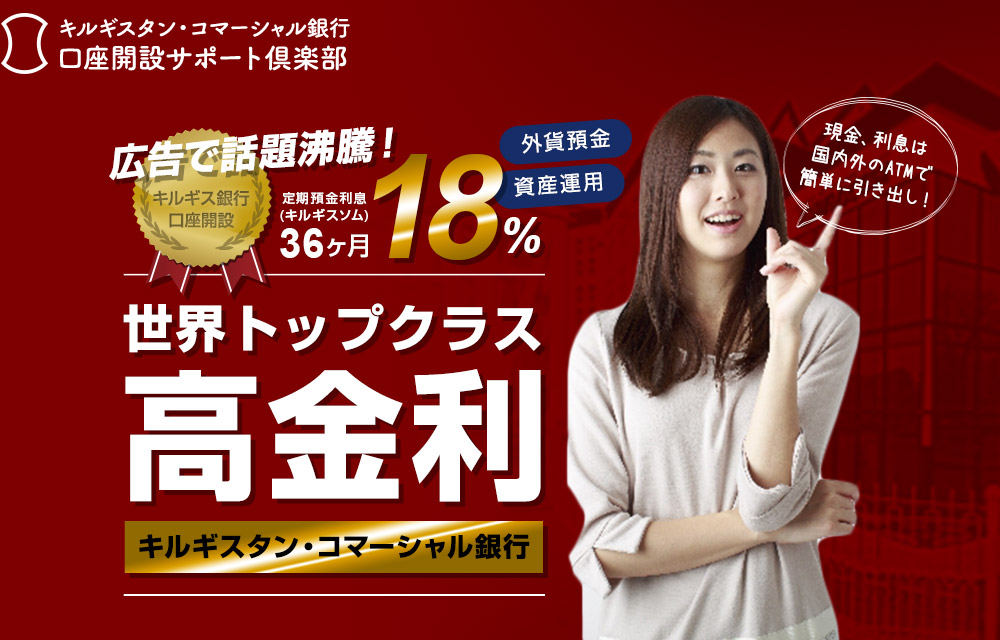 キルギスタン・コマーシャル銀行
口座開設サポート倶楽部
広告で話題沸騰！
キルギス銀行
口座開設
定期預金利息
(キルギスソム)
36ヶ月
18%
外貨預金
資産運用
現金、利息は
国内外のATMで
簡単に引き出し！
世界トップクラス
高金利
キルギスタン・コマーシャル銀行